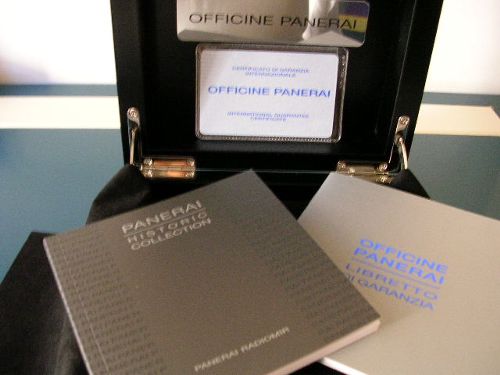 OFFICINE PANERAI
CERTIFICATO DI GARANZIA
INTERNAZIONALE
OFFICINE PANERAI
INTERNATIONAL GUARANTEE
CERTIFICATE
PANERAI
HISTORIC
COLLECTION
PANERAI RADIOMIR
OFFICINE
PANERAI
LIBRETTO
DI GARANZIA